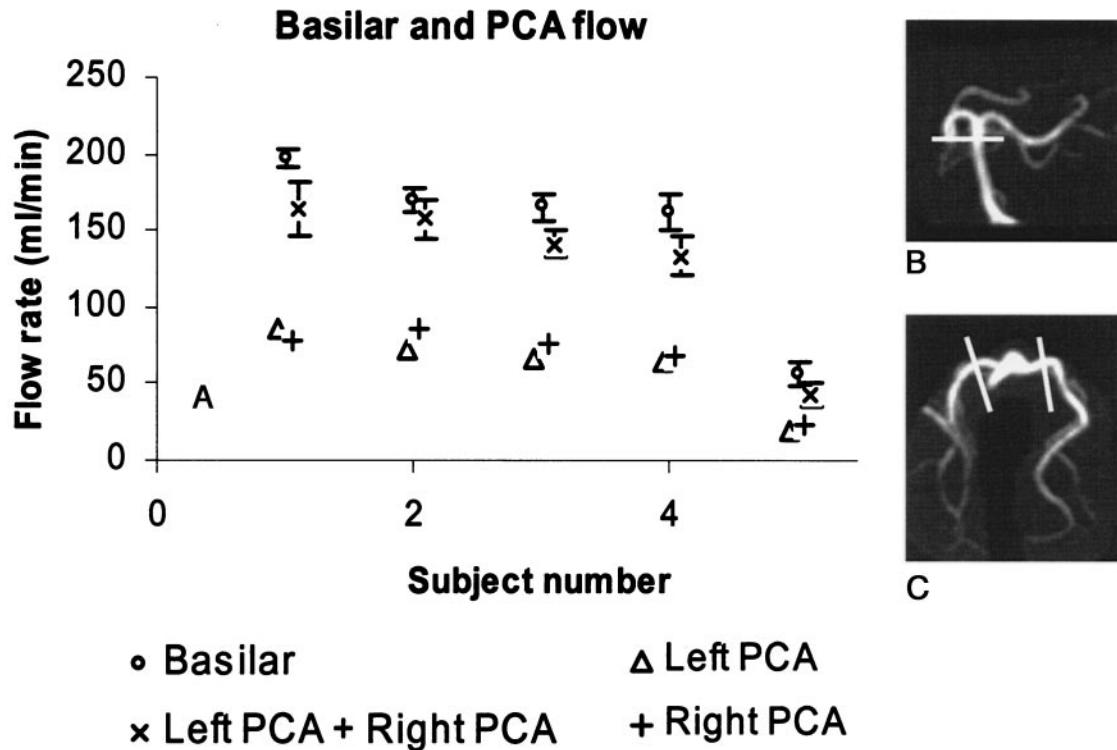 Basilar and PCA flow
250
200
150
100
50
0
Flow rate (ml/min)
A
0 2 4
Subject number
Basilar
Left PCA
Left PCA + Right PCA
Right PCA
B
C